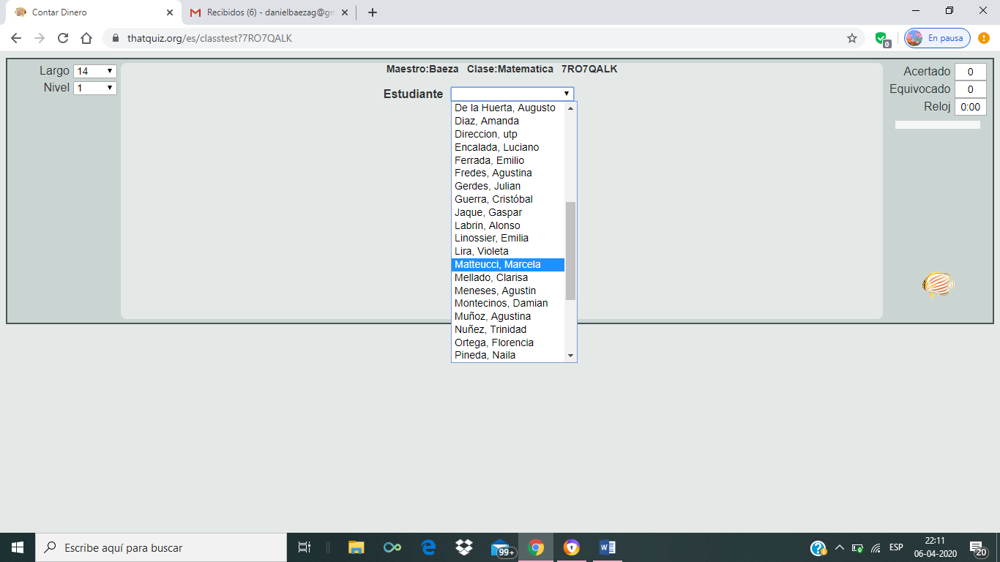 Contar Dinero
Recibidos (6) - danielbaezag@gm
thatquiz.org/es/classtest?7RO7QALK
0
En pausa
Largo 14
Nivel 1
Maestro:Baeza Clase:Matematica 7RO7QALK
Estudiante
De la Huerta, Augusto
Diaz, Amanda
Direccion, utp
Encalada, Luciano
Ferrada, Emilio
Fredes, Agustina
Gerdes, Julian
Guerra, Cristóbal
Jaque, Gaspar
Labrin, Alonso
Linossier, Emilia
Lira, Violeta
Matteucci, Marcela
Mellado, Clarisa
Meneses, Agustin
Montecinos, Damian
Muñoz, Agustina
Nuñez, Trinidad
Ortega, Florencia
Pineda, Naila
Acertado 0
Equivocado 0
Reloj 0:00
Escribe aquí para buscar
99+
ESP
22:11
06-04-2020
20